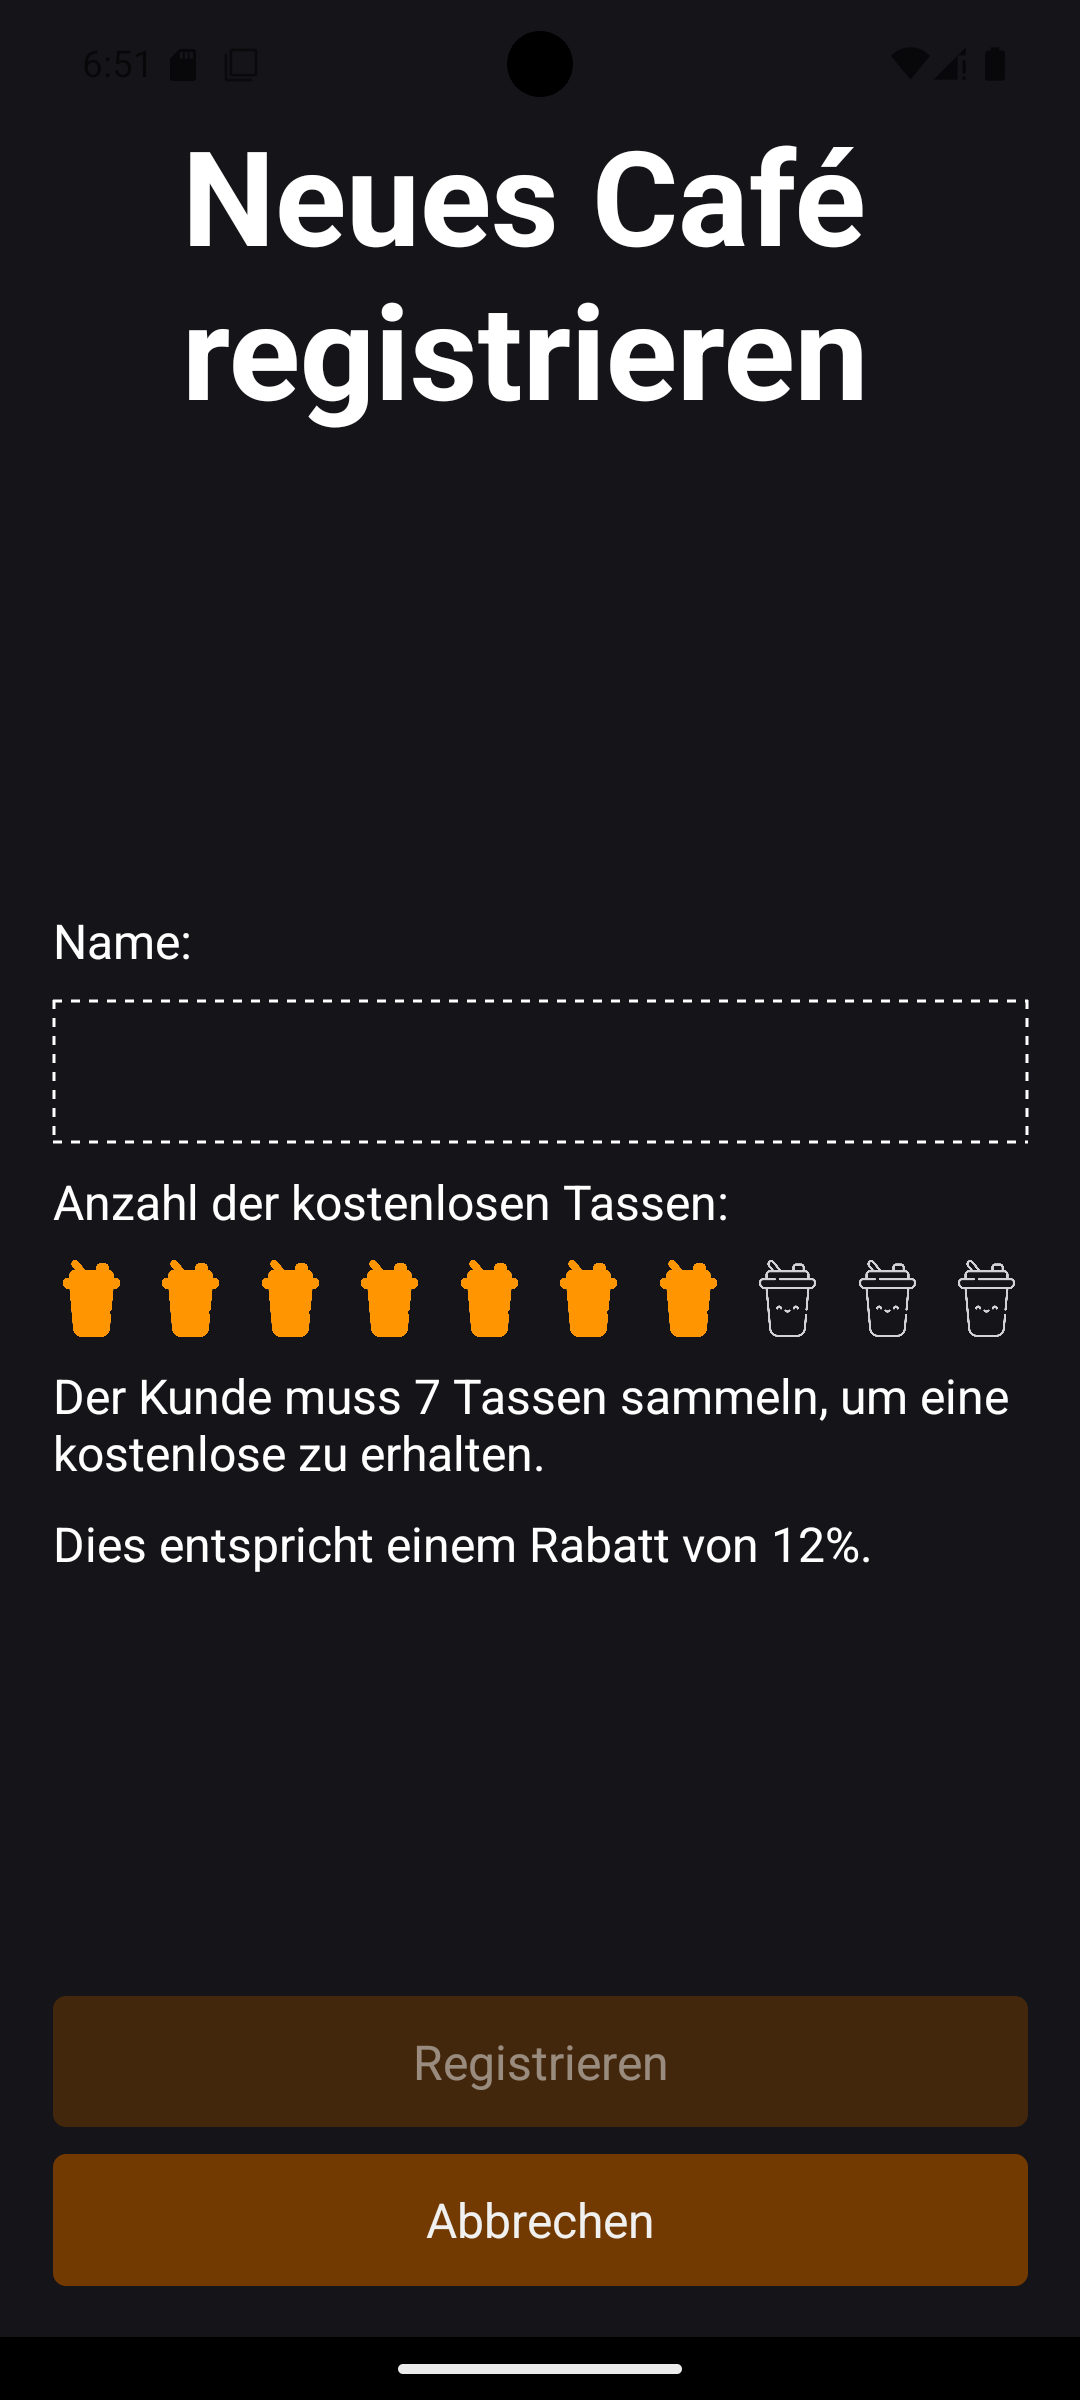 6:51
Neues Café
registrieren
Name:
Anzahl der kostenlosen Tassen:
Der Kunde muss 7 Tassen sammeln, um eine
kostenlose zu erhalten.
Dies entspricht einem Rabatt von 12%.
Registrieren
Abbrechen